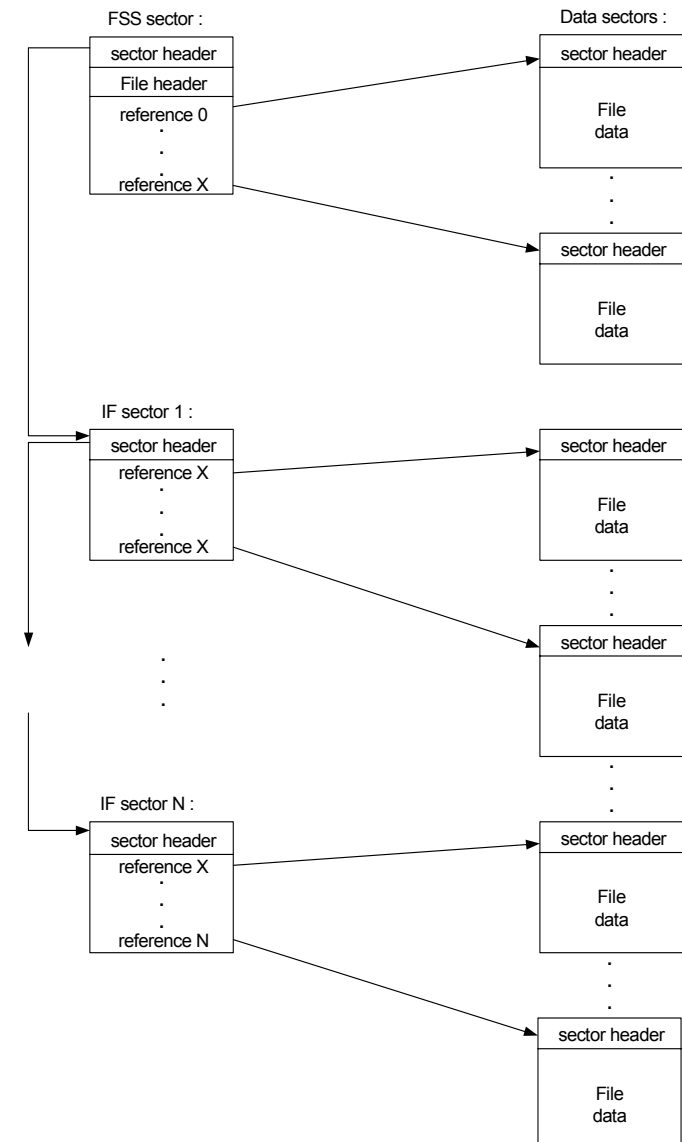 FSS sector :
sector header
File header
reference 0
.
.
.
reference X
Data sectors :
sector header
File
data
.
.
.
sector header
File
data
IF sector 1 :
sector header
reference X
.
.
.
reference X
sector header
File
data
.
.
.
sector header
File
data
.
.
.
.
.
.
IF sector N :
sector header
reference X
.
.
.
reference N
sector header
File
data
.
.
.
sector header
File
data